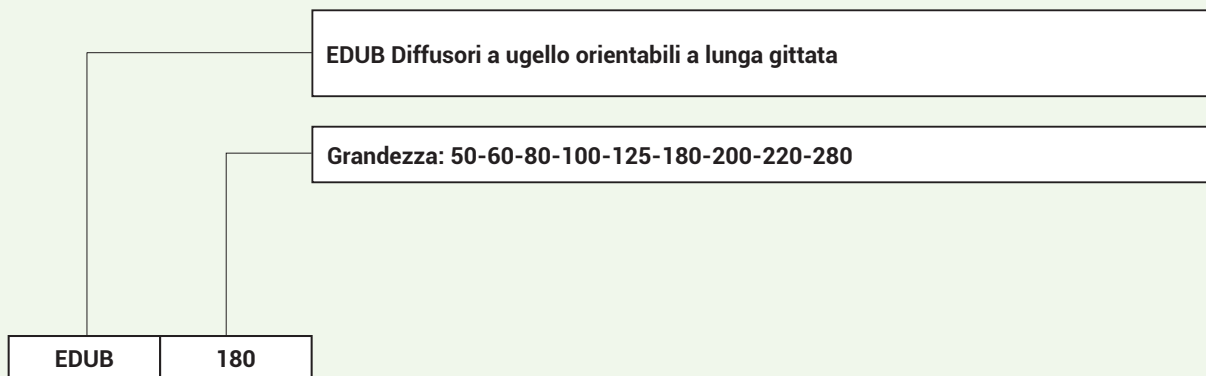 EDUB Diffusori a ugello orientabili a lunga gittata
Grandezza: 50-60-80-100-125-180-200-220-280
EDUB 180